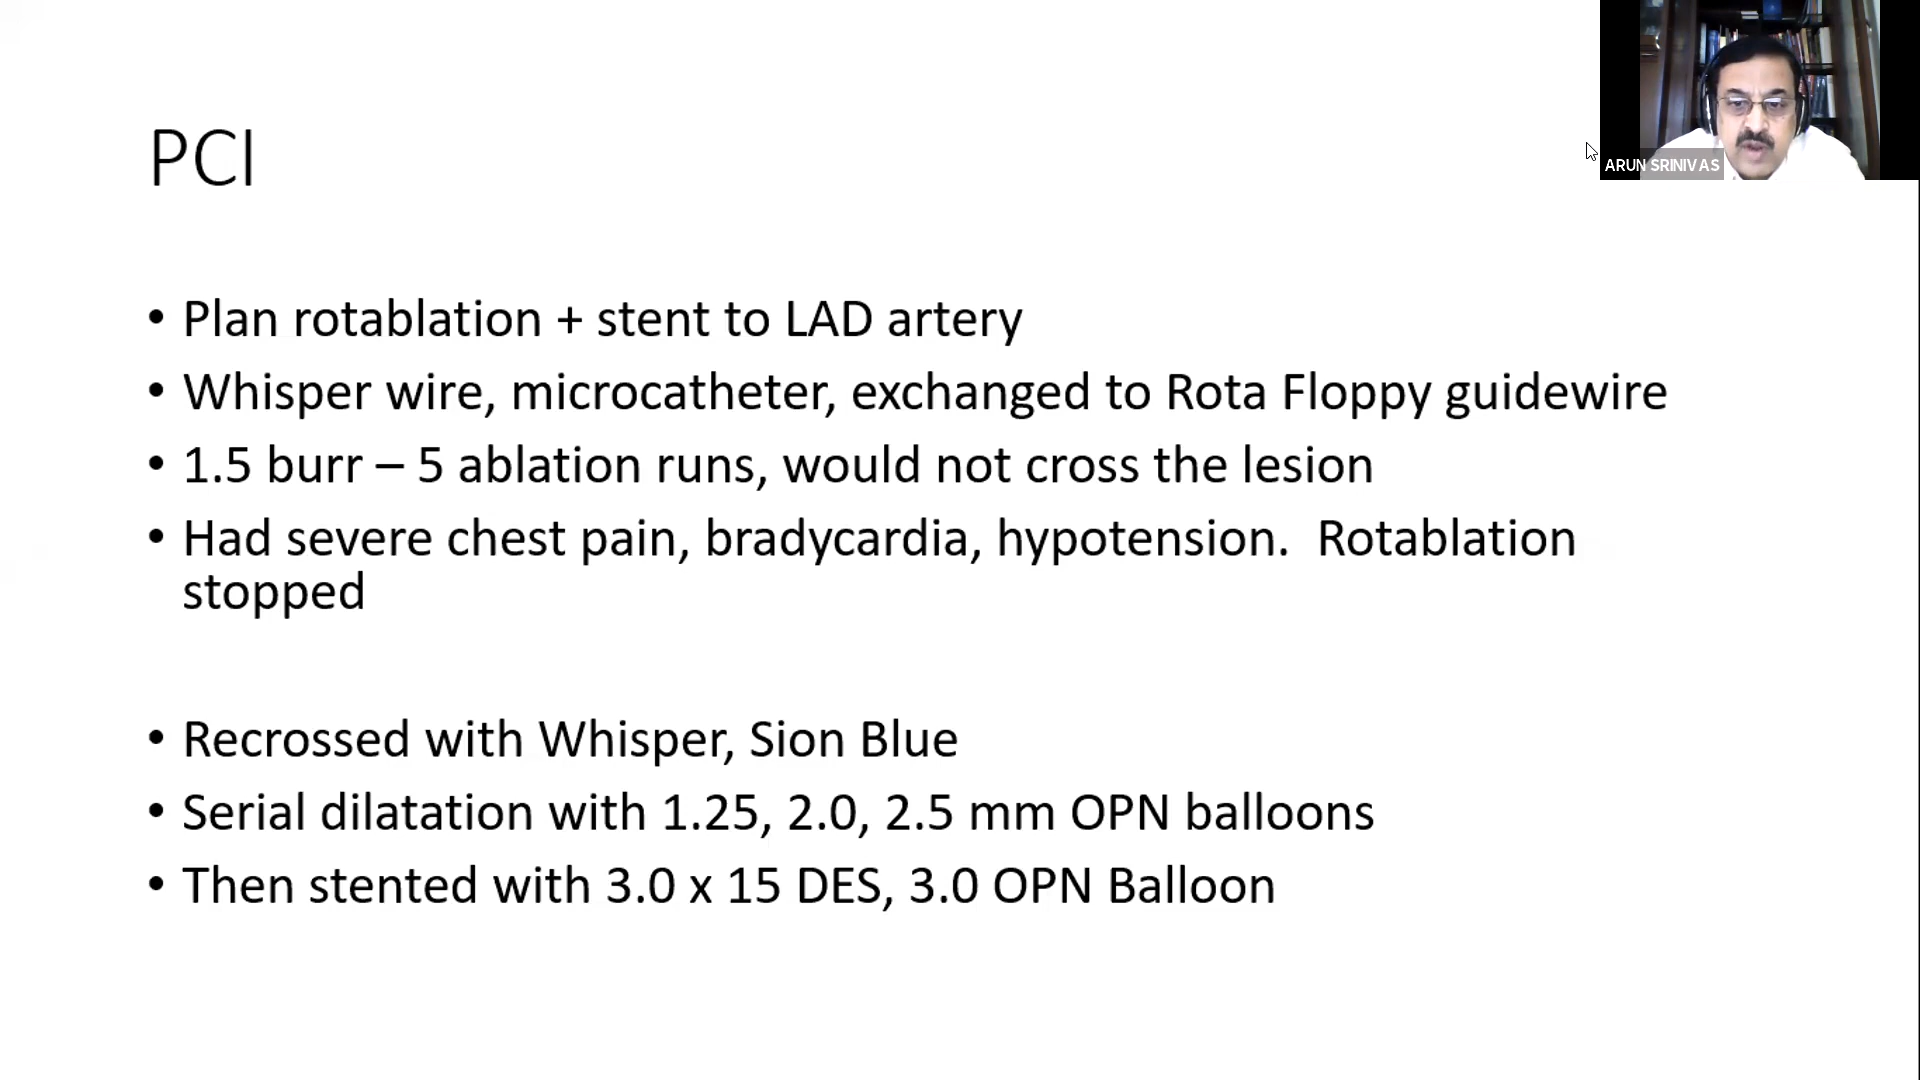 ARUN SRINIVAS
PCI
• Plan rotablation + stent to LAD artery
• Whisper wire, microcatheter, exchanged to Rota Floppy guidewire
• 1.5 burr – 5 ablation runs, would not cross the lesion
• Had severe chest pain, bradycardia, hypotension.  Rotablation
stopped
• Recrossed with Whisper, Sion Blue
• Serial dilatation with 1.25, 2.0, 2.5 mm OPN balloons
• Then stented with 3.0 x 15 DES, 3.0 OPN Balloon